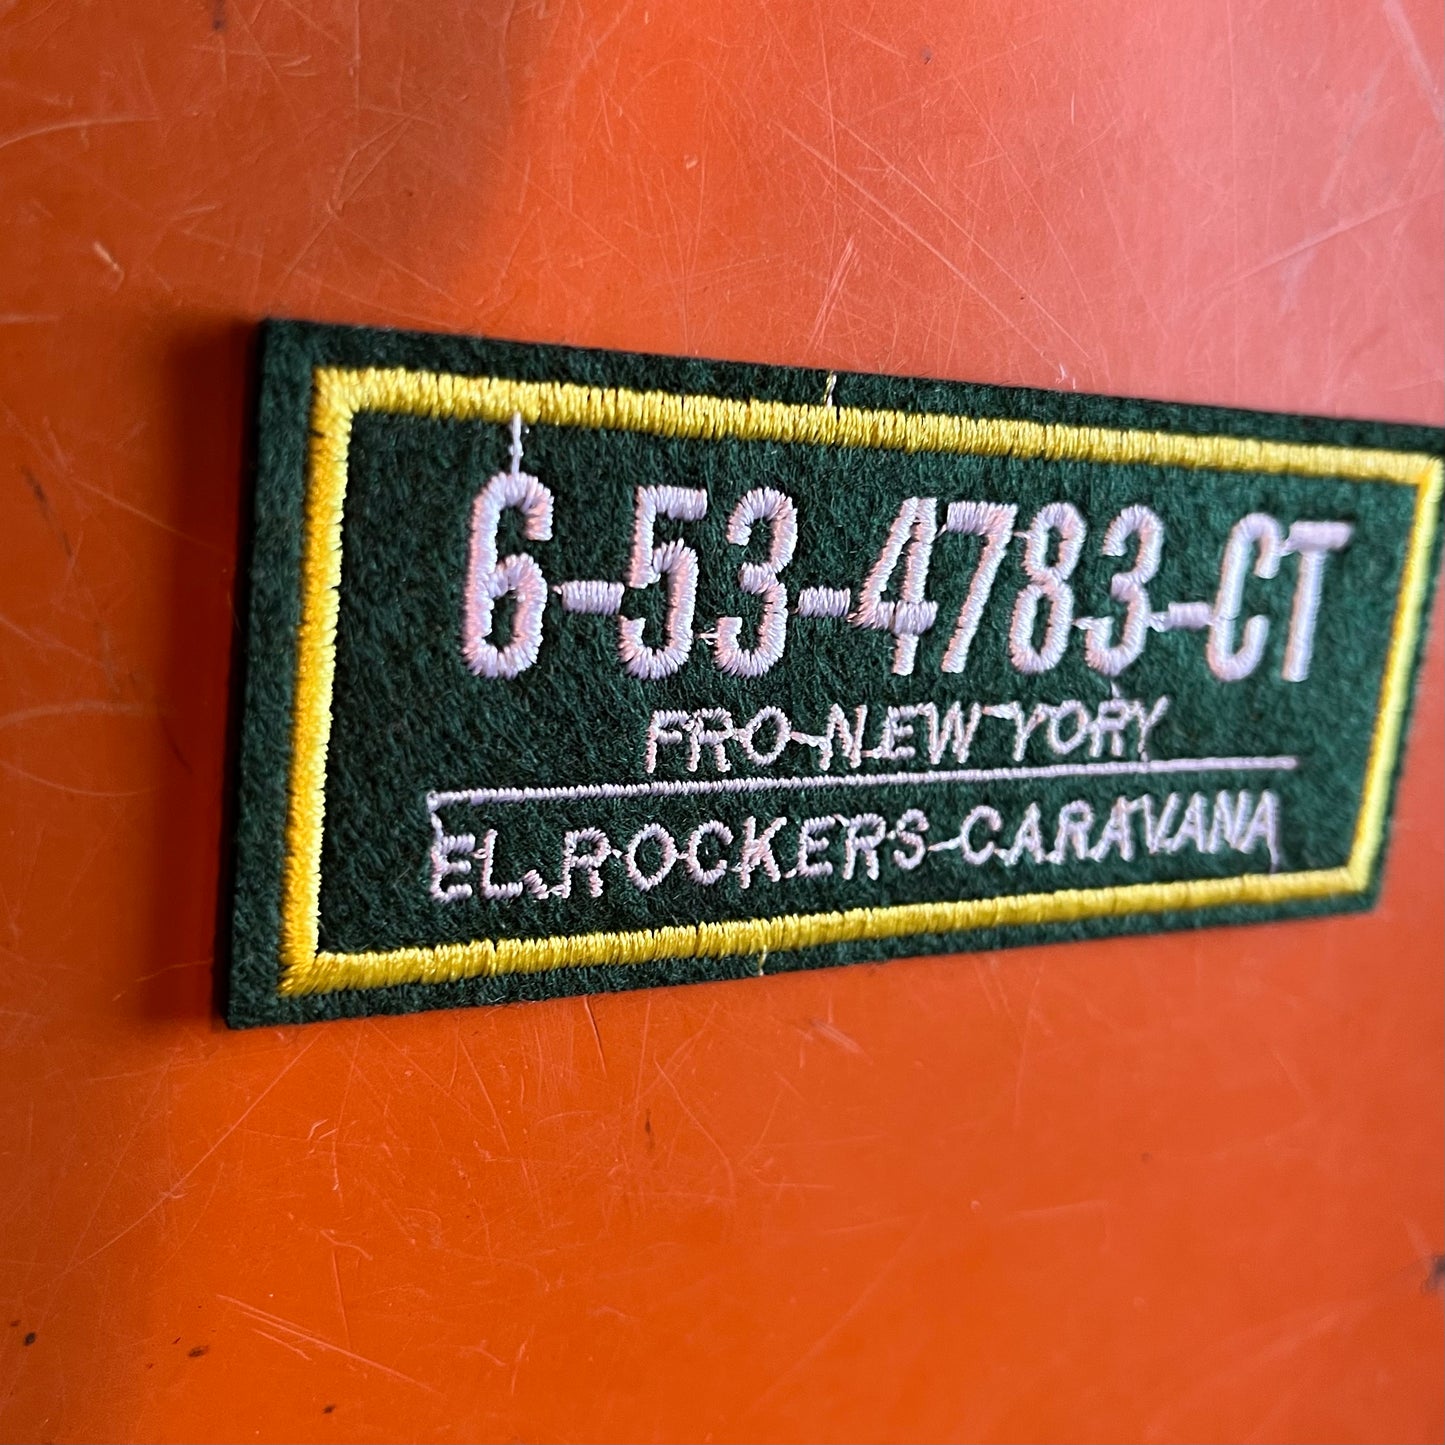 6-53-4783-CT
FRO-NEW YORY
EL.ROCKERS-CARAVANA